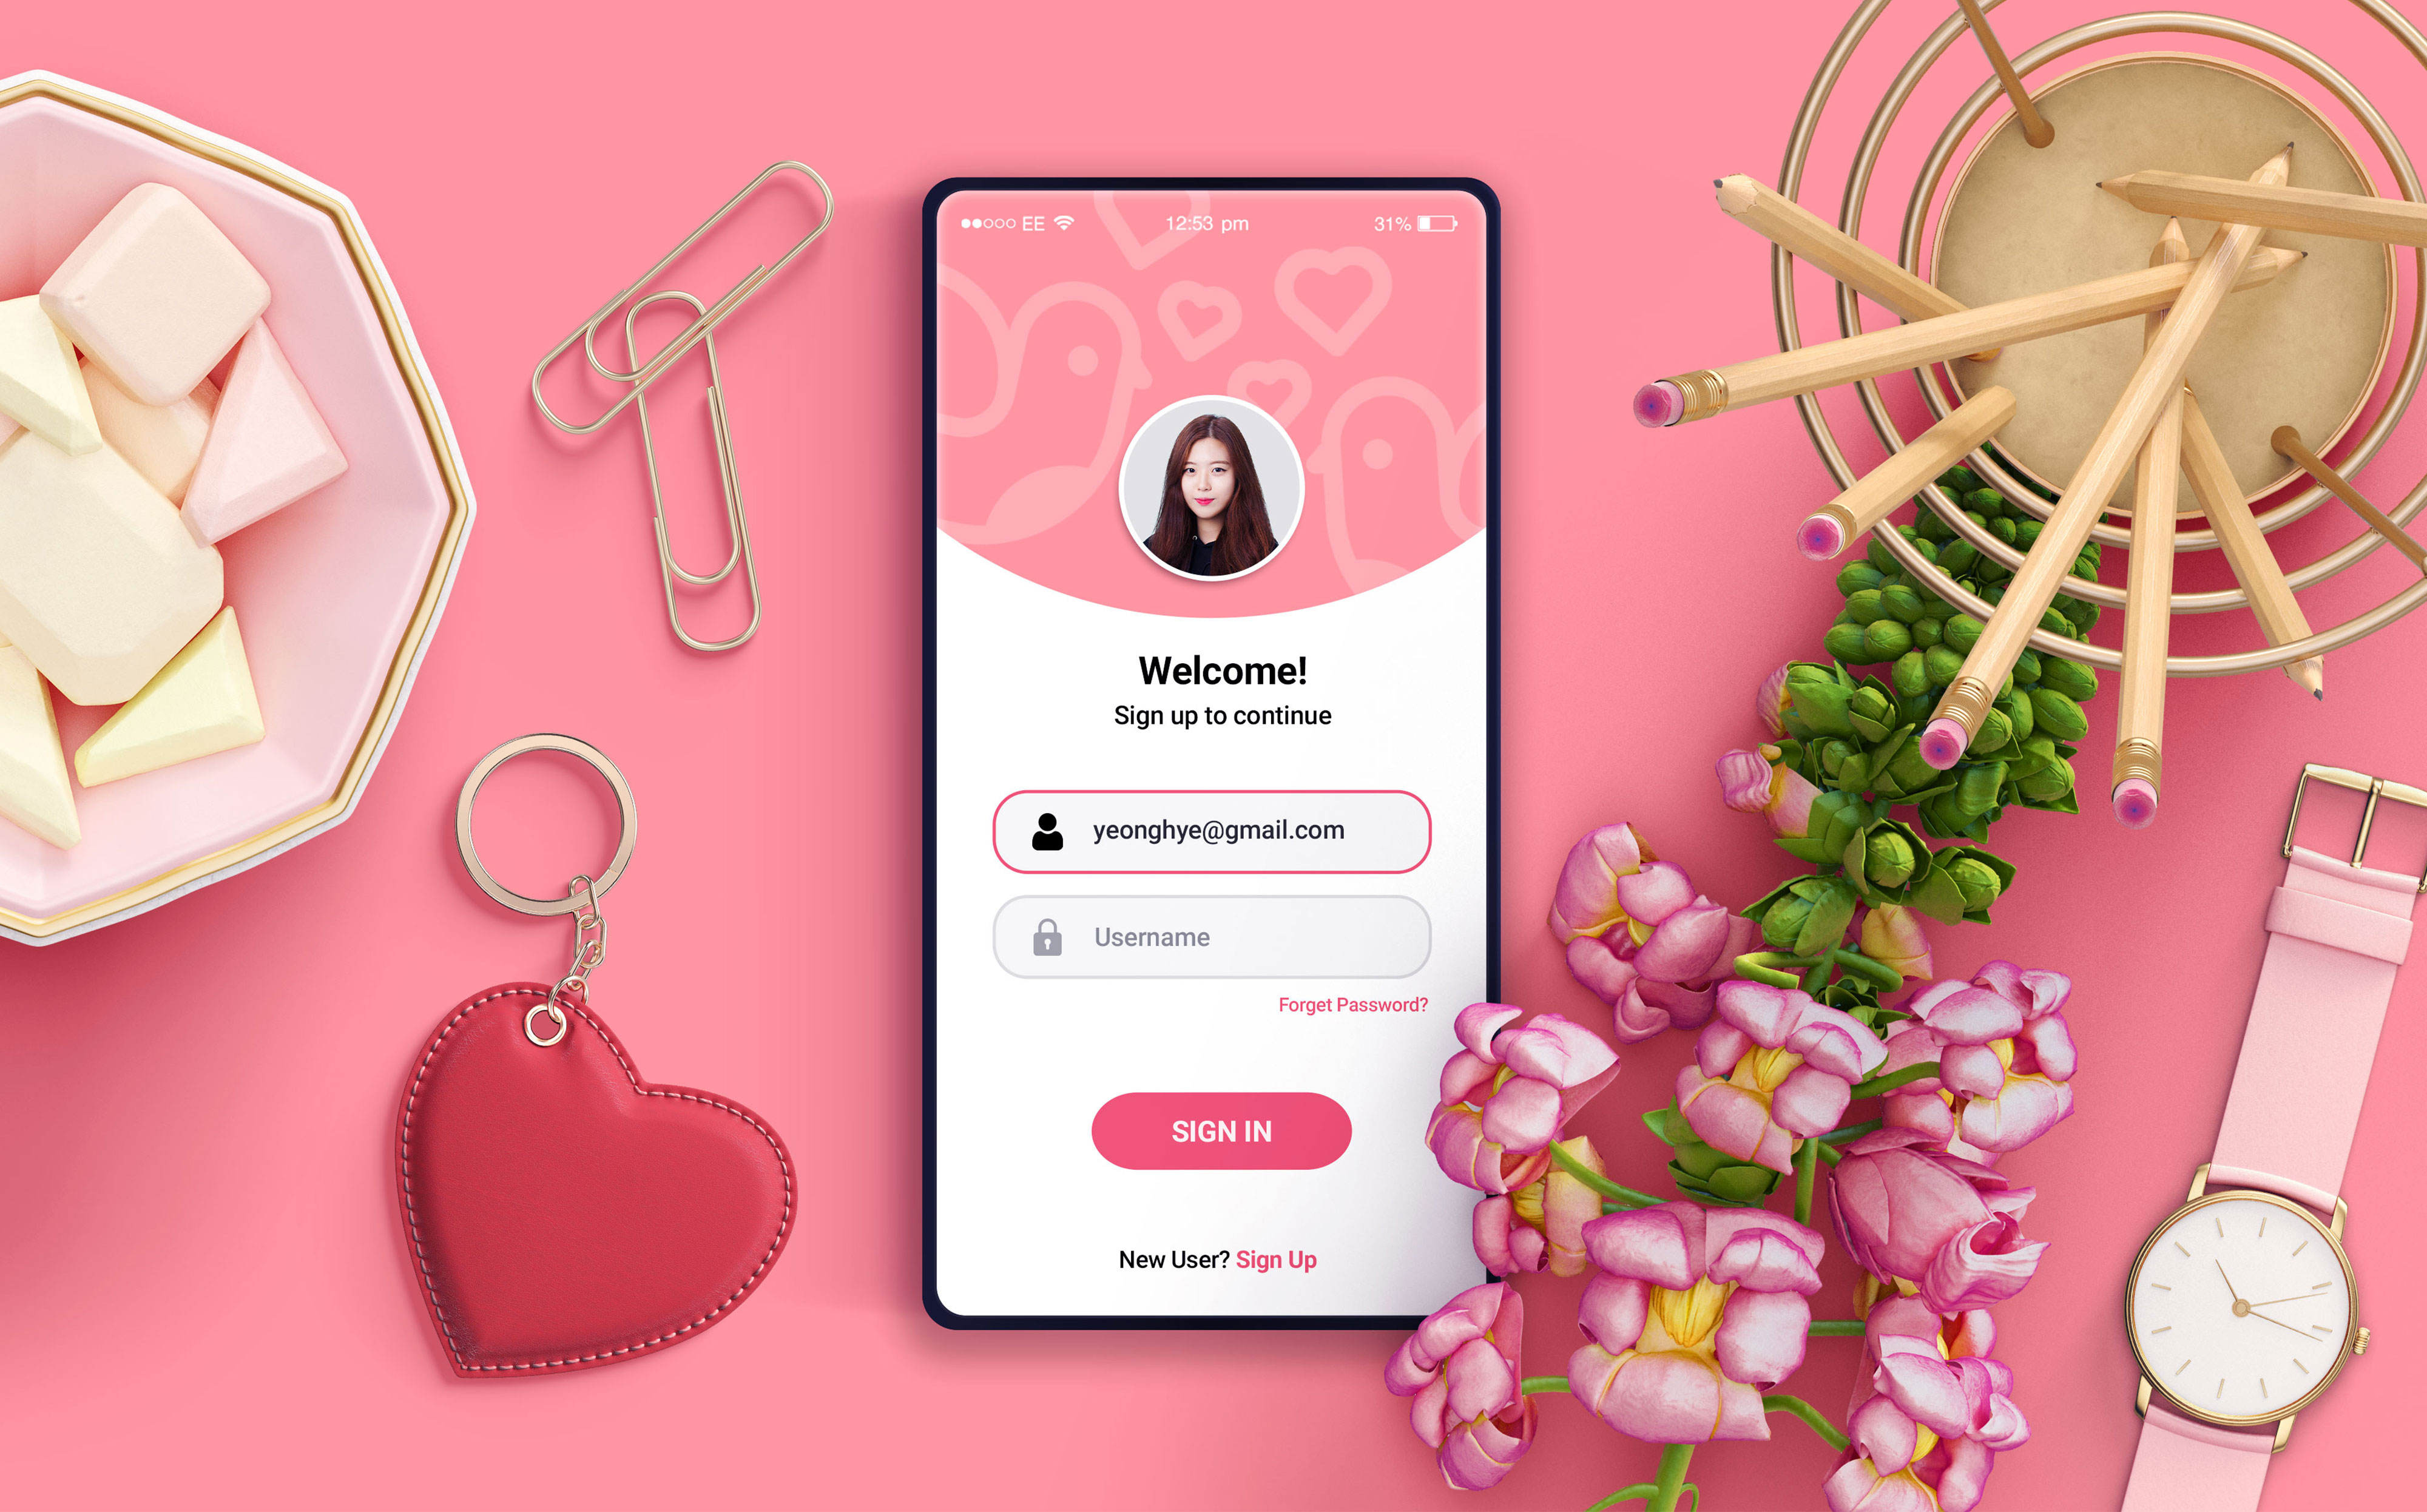 EE 12:53 pm 31%
Welcome!
Sign up to continue
yeonghye@gmail.com
Username
Forget Password?
SIGN IN
New User? Sign Up